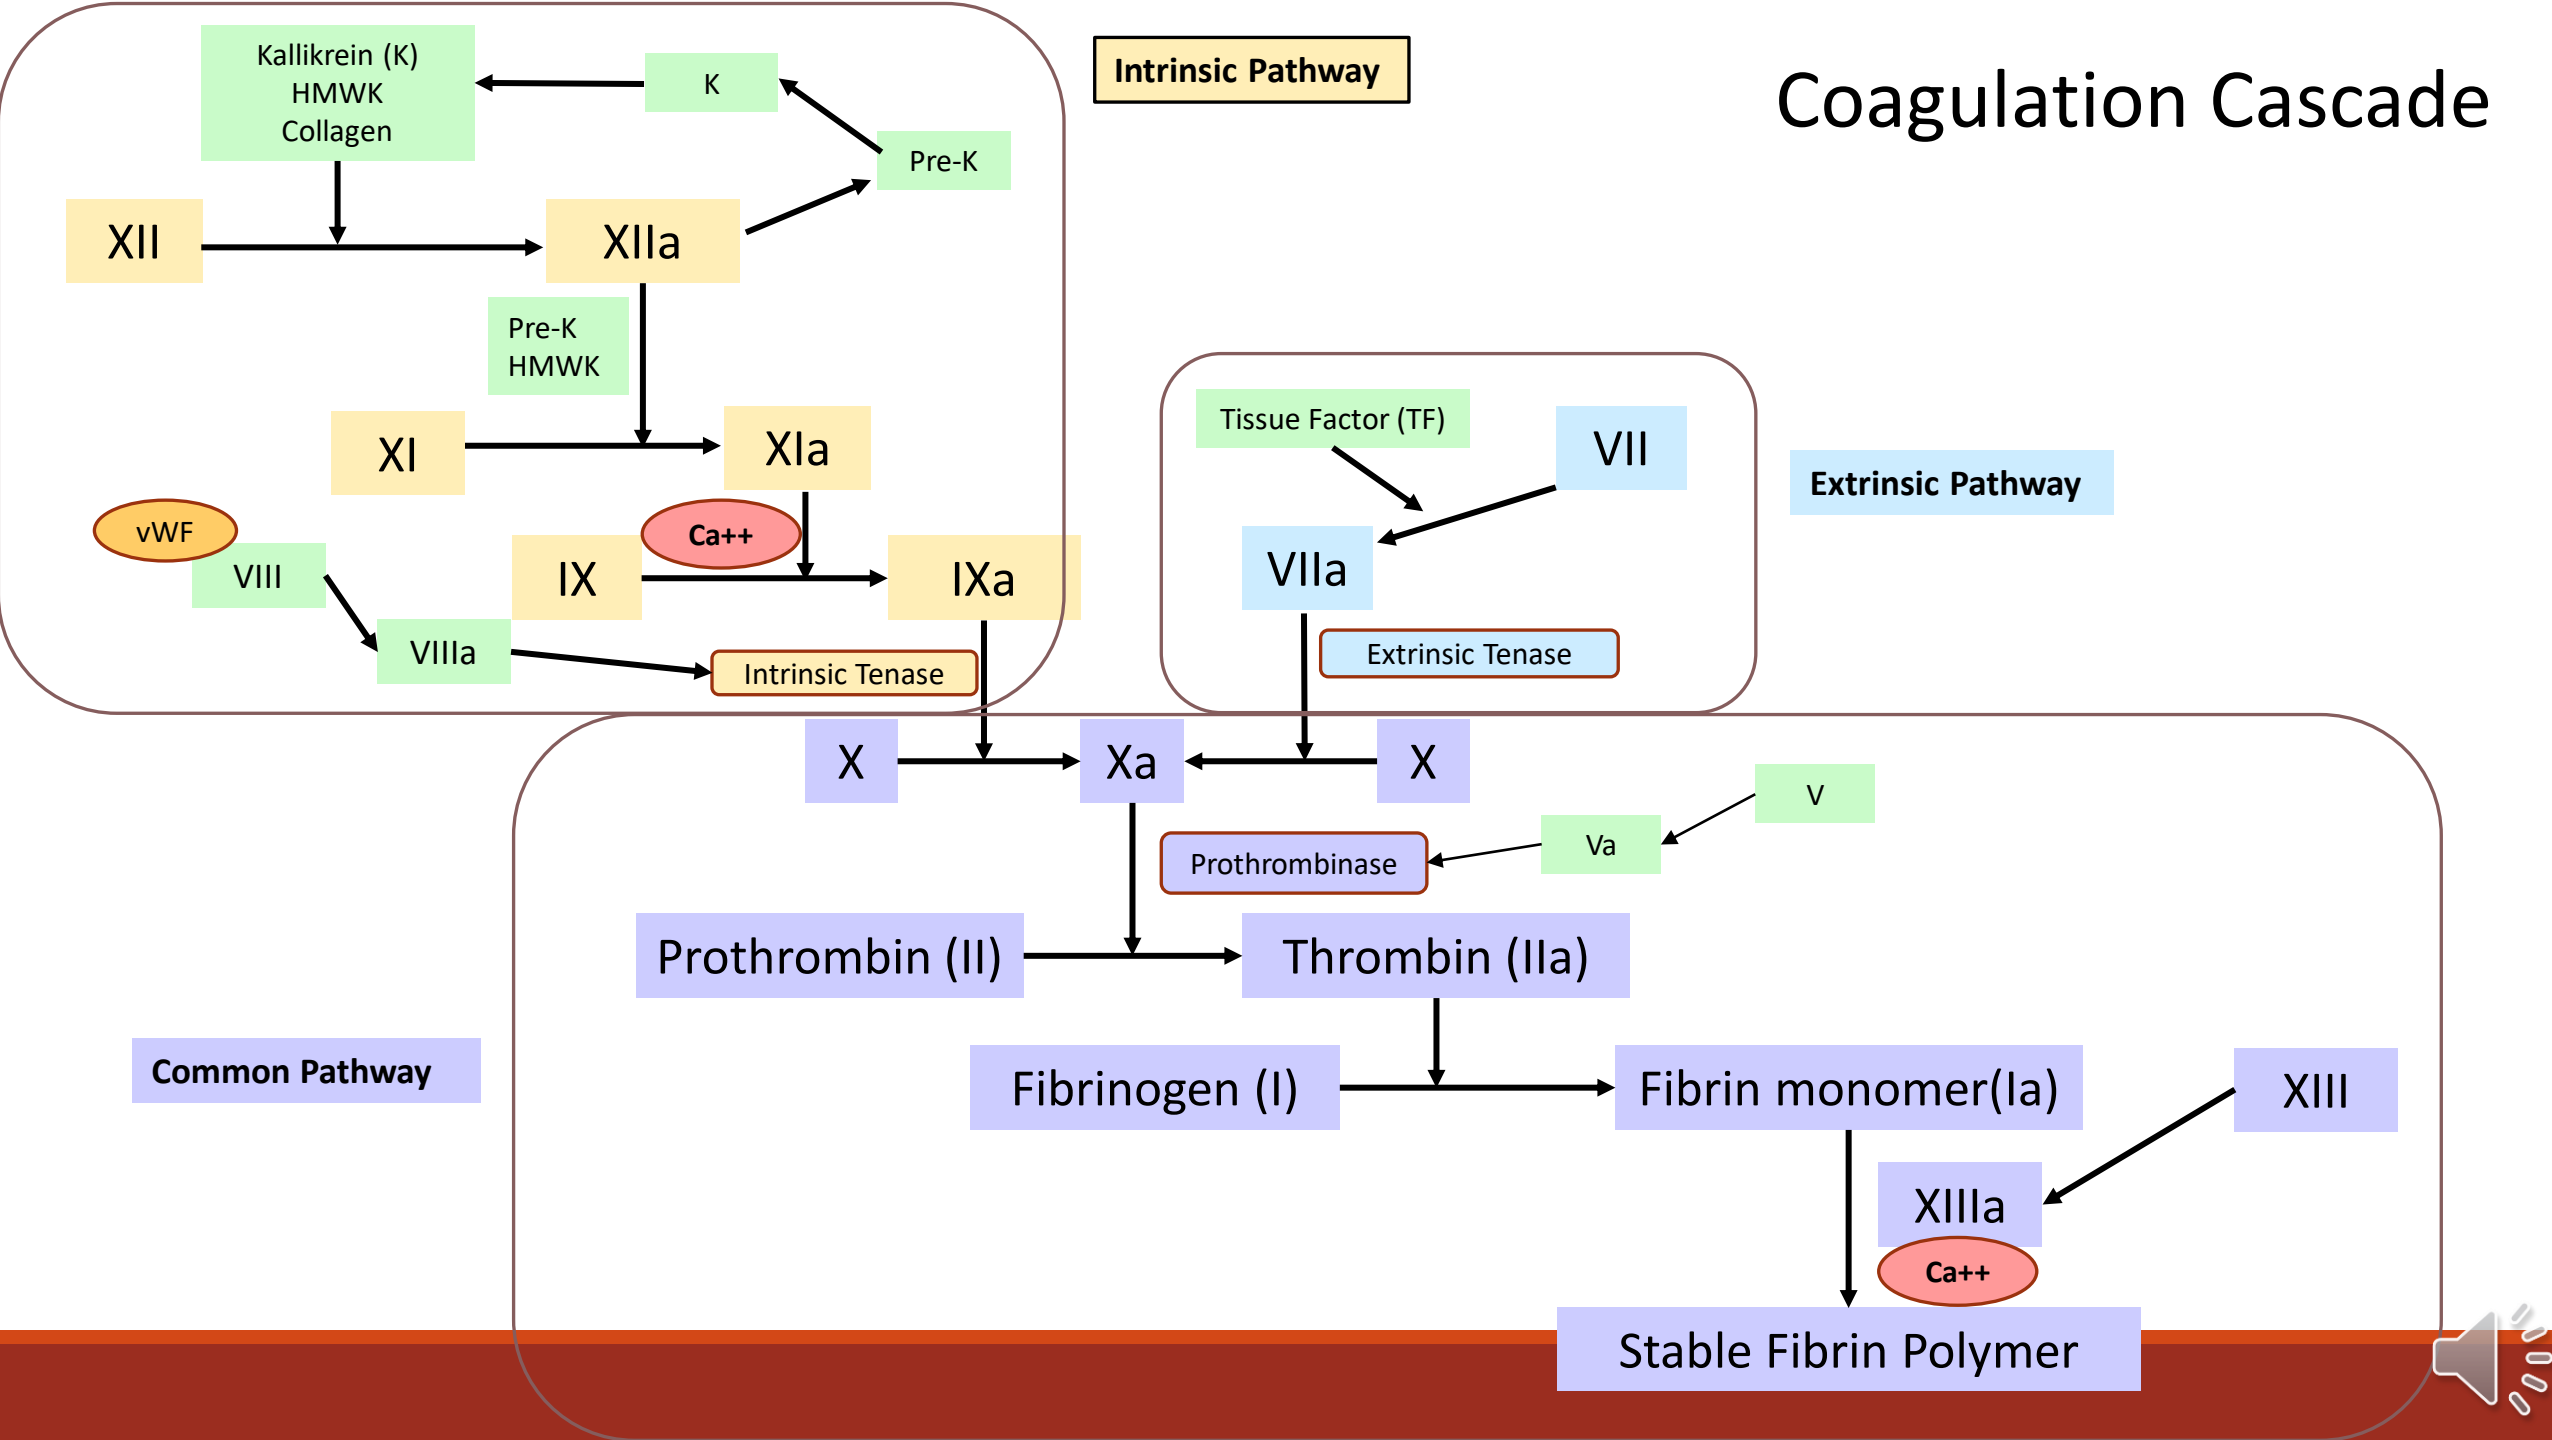 Coagulation Cascade
Intrinsic Pathway
Kallikrein (K)
HMWK
Collagen
K
Pre-K
XII
XIIa
Pre-K
HMWK
XI
XIa
vWF
VIII
Ca++
IX
IXa
VIIIa
Intrinsic Tenase
Tissue Factor (TF)
VII
VIIa
Extrinsic Tenase
Extrinsic Pathway
X
Xa
X
V
Va
Prothrombinase
Prothrombin (II)
Thrombin (IIa)
Common Pathway
Fibrinogen (I)
Fibrin monomer(Ia)
XIII
XIIIa
Ca++
Stable Fibrin Polymer